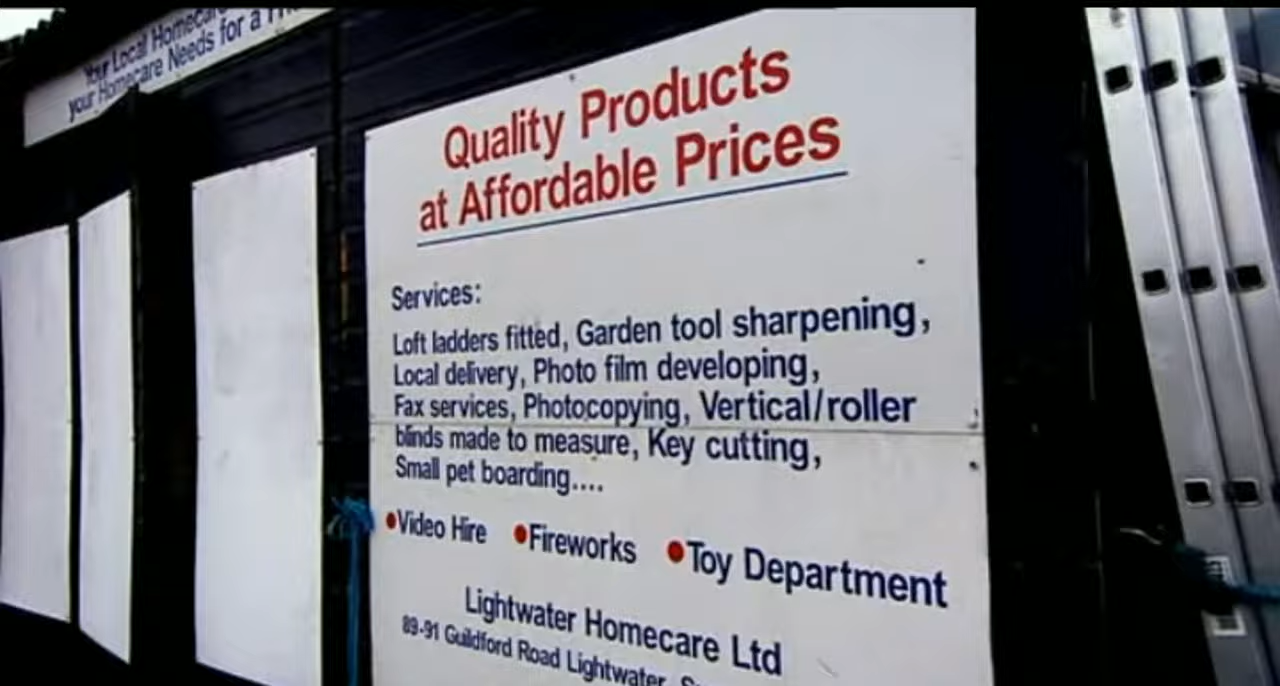 Your Local Homecare
your Homecare Needs for a
Quality Products
at Affordable Prices
Services:
Loft ladders fitted, Garden tool sharpening,
Local delivery, Photo film developing,
Fax services, Photocopying, Vertical/roller
blinds made to measure, Key cutting,
Small pet boarding....
•Video Hire •Fireworks •Toy Department
Lightwater Homecare Ltd
89-91 Guildford Road Lightwater,